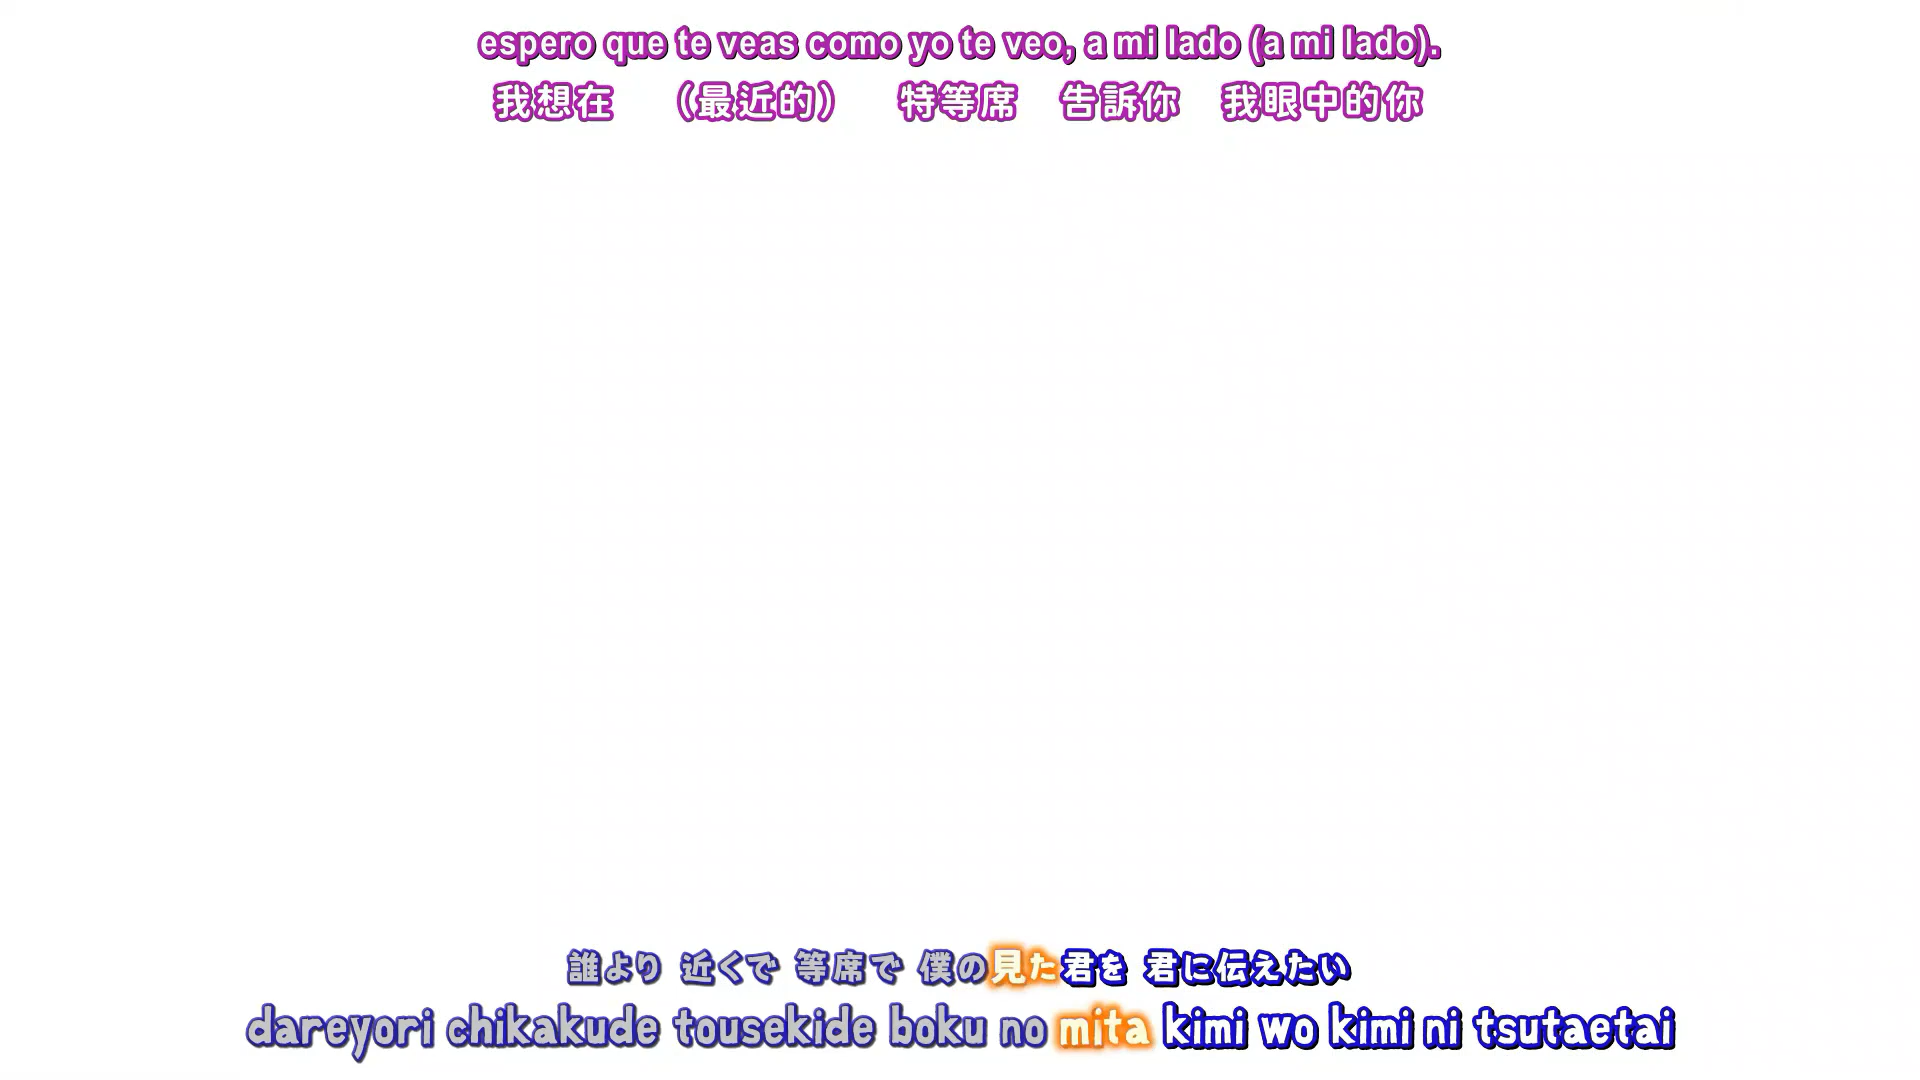 espero que te veas como yo te veo, a mi lado (a mi lado).
我想在　（最近的）　特等席　告訴你　我眼中的你
誰より 近くで 等席で 僕の見た君を 君に伝えたい
dareyori chikakude tousekide boku no mita kimi wo kimi ni tsutaetai